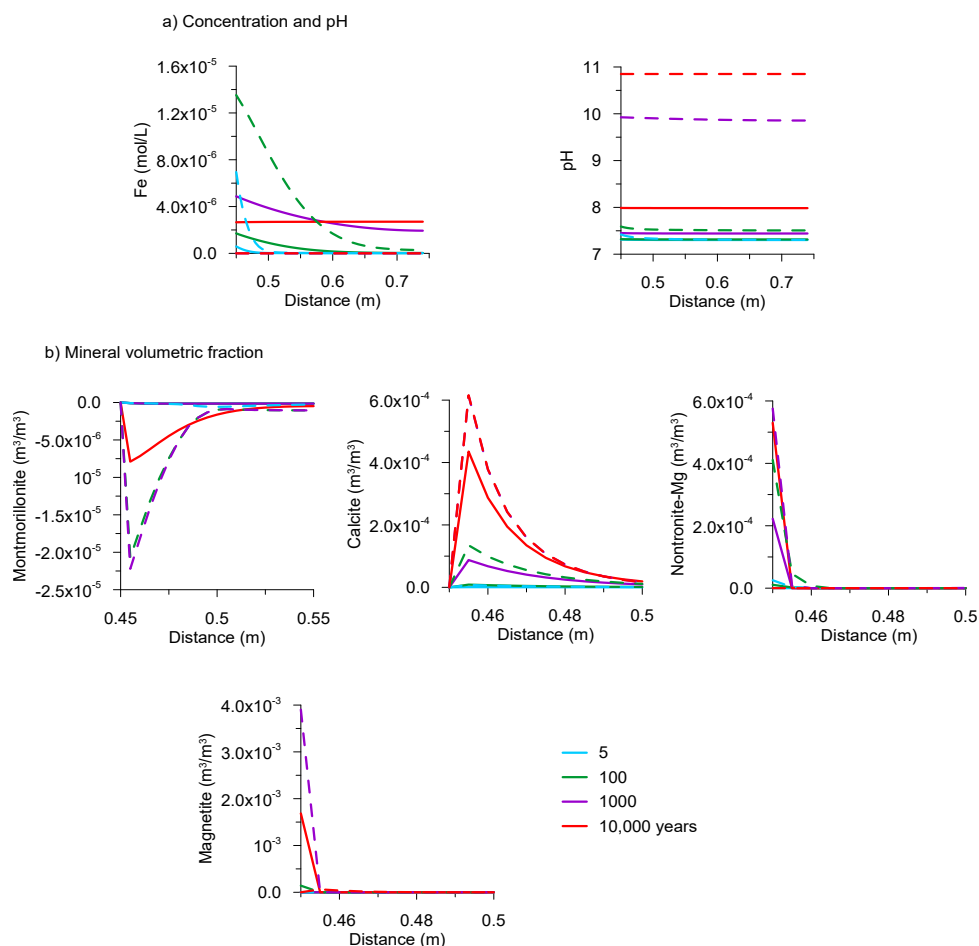 a) Concentration and pH
1.6x10⁻⁵
1.2x10⁻⁵
8.0x10⁻⁶
4.0x10⁻⁶
0.0
Fe (mol/L)
0.5 0.6 0.7
Distance (m)
11
10
9
8
7
pH
0.5 0.6 0.7
Distance (m)
b) Mineral volumetric fraction
0.0
-5.0x10⁻⁶
10⁻⁵
-1.5x10⁻⁵
-2.0x10⁻⁵
-2.5x10⁻⁵
Montmorillonite (m³/m³)
0.45 0.5 0.55
Distance (m)
6.0x10⁻⁴
4.0x10⁻⁴
2.0x10⁻⁴
0.0
Calcite (m³/m³)
0.46 0.48 0.5
Distance (m)
6.0x10⁻⁴
4.0x10⁻⁴
2.0x10⁻⁴
0.0
Nontronite-Mg (m³/m³)
0.46 0.48 0.5
Distance (m)
4.0x10⁻³
3.0x10⁻³
2.0x10⁻³
10⁻³
0.0
Magnetite (m³/m³)
0.46 0.48 0.5
Distance (m)
5
100
1000
10,000 years